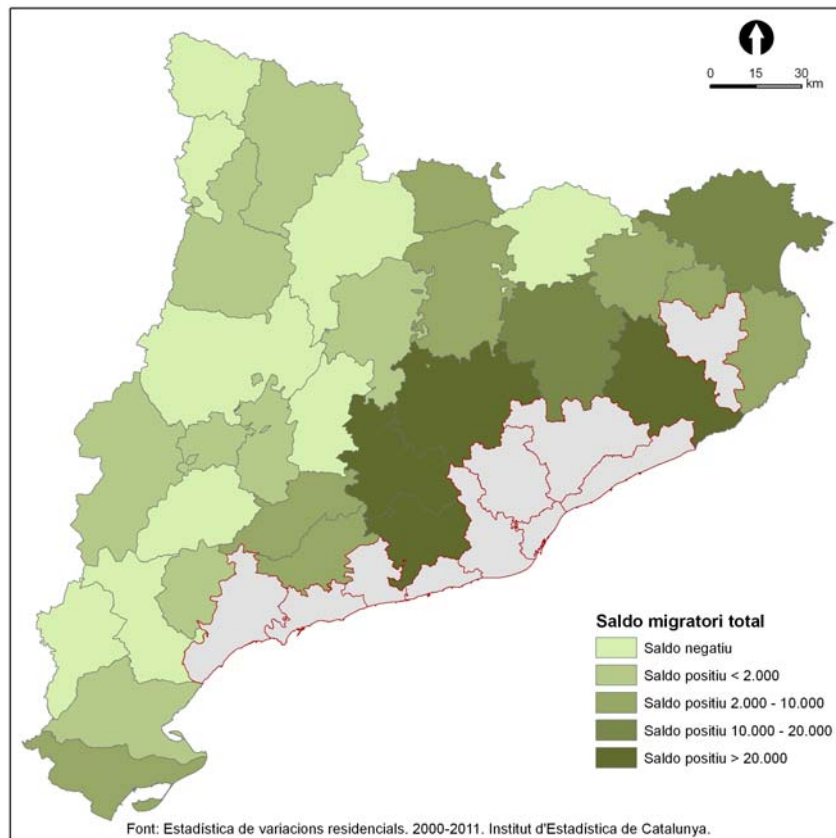 0 15 30
km
Saldo migratori total
Saldo negatiu
Saldo positiu < 2.000
Saldo positiu 2.000 - 10.000
Saldo positiu 10.000 - 20.000
Saldo positiu > 20.000
Font: Estadística de variacions residencials. 2000-2011. Institut d'Estadística de Catalunya.